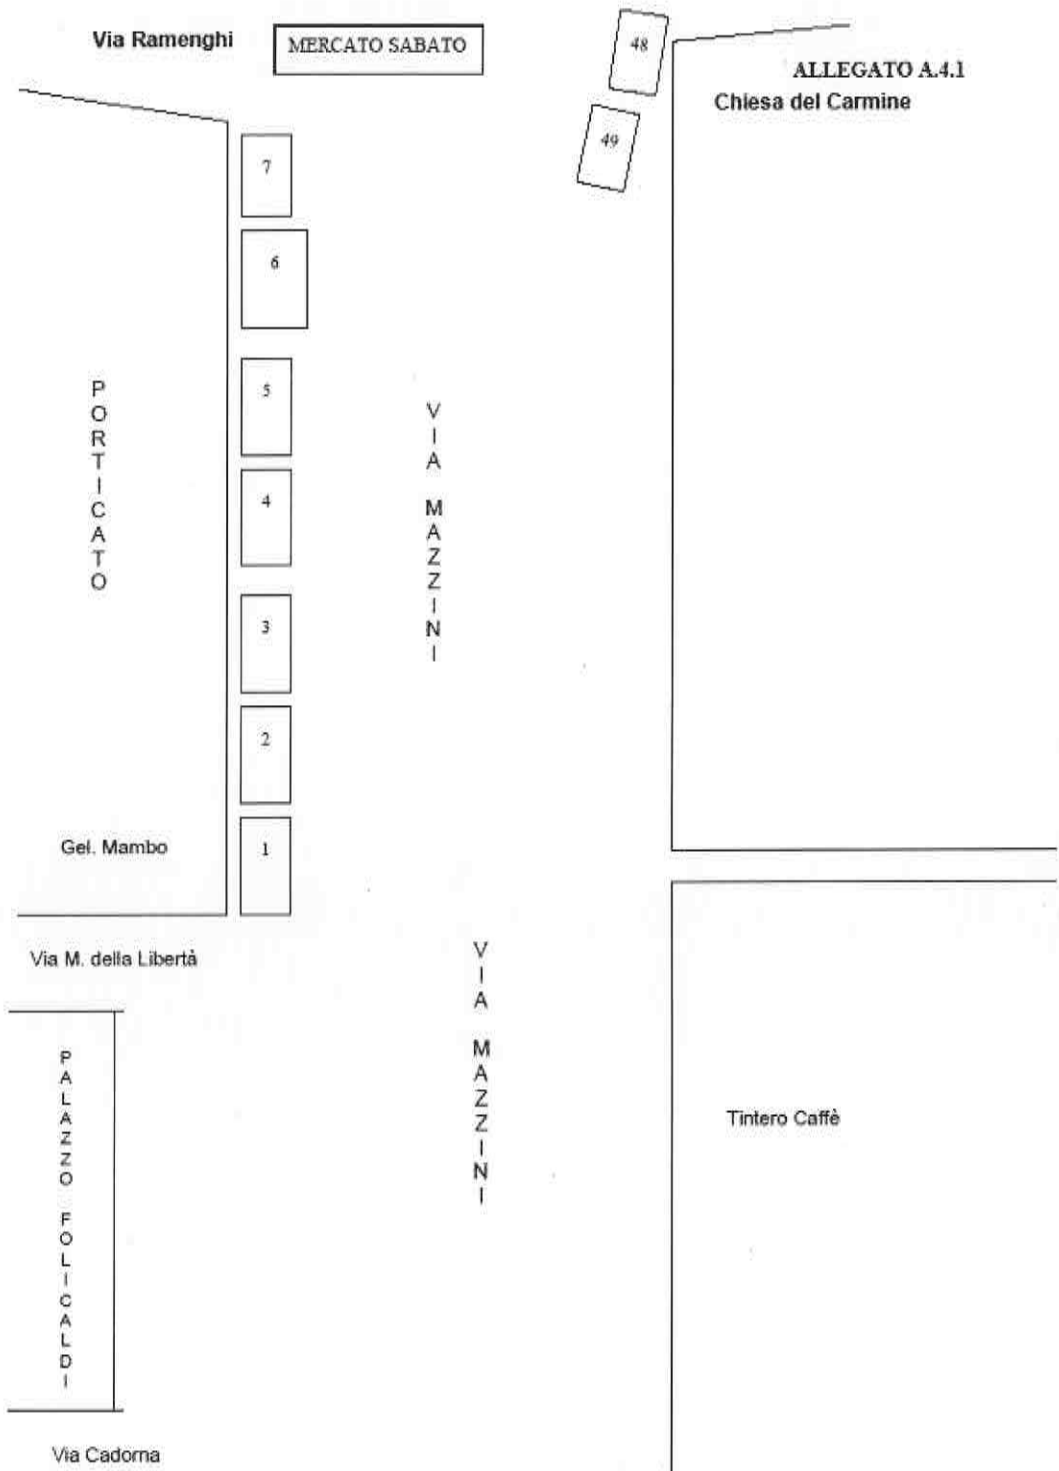 Via Ramenghi
MERCATO SABATO
ALLEGATO A.4.1
Chiesa del Carmine
48
49
7
6
5
4
3
2
1
PORTICATO
VIA MAZZINI
Gel. Mambo
Via M. della Libertà
VIA MAZZINI
PALAZZO FOLICALDI
Tintero Caffè
Via Cadorna